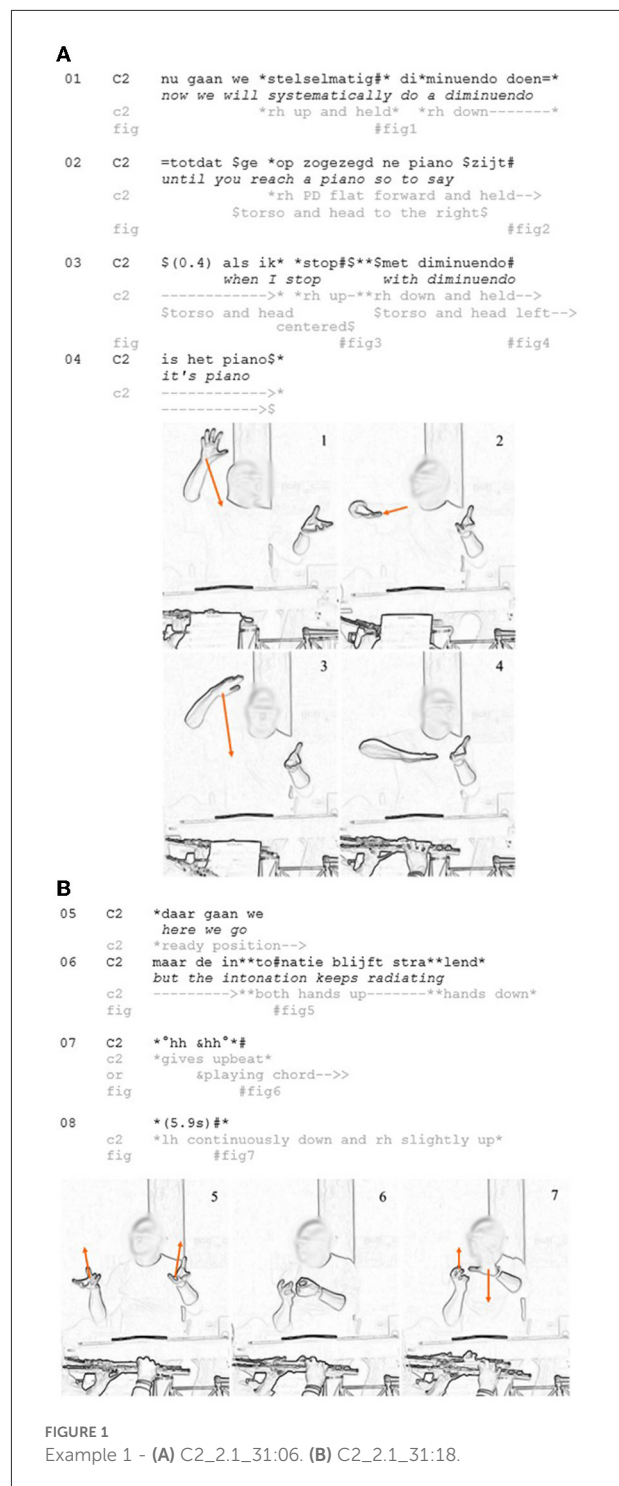 A
01 C2 nu gaan we *stelselmatig#* di*minuendo doen=*
now we will systematically do a diminuendo
c2 *rh up and held* *rh down-------*
fig #fig1
02 C2 =totdat $ge *op zogezegd ne piano $zijt#
until you reach a piano so to say
c2 *rh PD flat forward and held-->
$torso and head to the right$
fig #fig2
03 C2 $(0.4) als ik* *stop#$**$met diminuendo#
when I stop with diminuendo
c2 ------------>* *rh up-**rh down and held-->
$torso and head $torso and head left-->
centered$
fig #fig3 #fig4
04 C2 is het piano$*
it's piano
c2 ------------>*
------------>$
1 2
3 4
B
05 C2 *daar gaan we
here we go
c2 *ready position-->
06 C2 maar de in**to#natie blijft stra**lend*
but the intonation keeps radiating
c2 --------->**both hands up-------**hands down*
fig #fig5
07 C2 *°hh &hh°*#
c2 *gives upbeat*
or &playing chord-->>
fig #fig6
08 *(5.9s)#*
c2 *lh continuously down and rh slightly up*
fig #fig7
5 6 7
FIGURE 1
Example 1 - (A) C2_2.1_31:06. (B) C2_2.1_31:18.